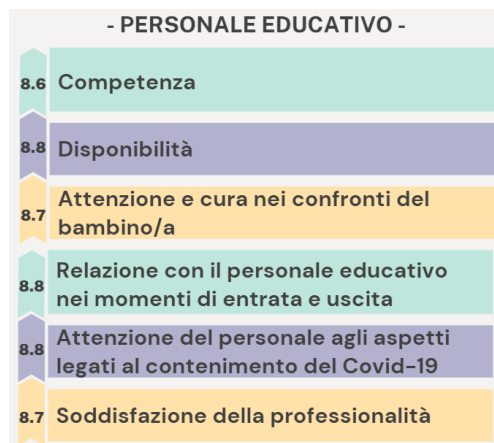 - PERSONALE EDUCATIVO -
8.6 Competenza
8.8 Disponibilità
8.7 Attenzione e cura nei confronti del
bambino/a
8.8 Relazione con il personale educativo
nei momenti di entrata e uscita
8.8 Attenzione del personale agli aspetti
legati al contenimento del Covid-19
8.7 Soddisfazione della professionalità